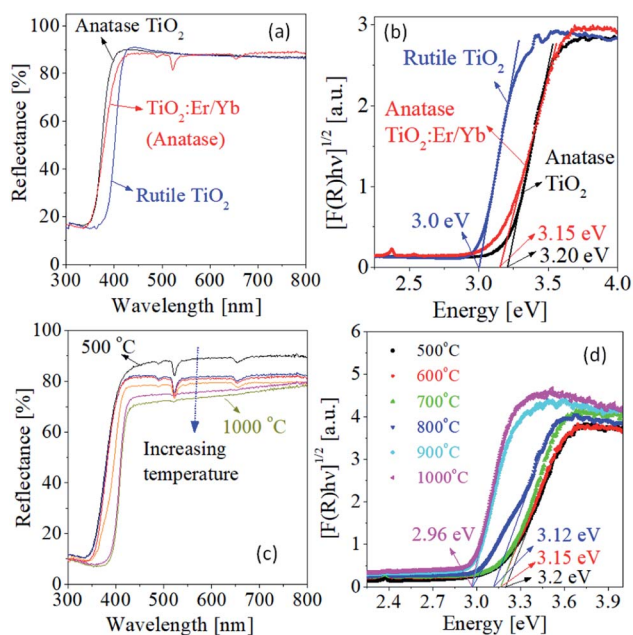 (a)
Anatase TiO2
TiO2:Er/Yb
(Anatase)
Rutile TiO2
Reflectance [%]
100
80
60
40
20
0
300 400 500 600 700 800
Wavelength [nm]
(b)
Rutile TiO2
Anatase
TiO2:Er/Yb
Anatase
TiO2
3.0 eV
3.15 eV
3.20 eV
[F(R)hν]1/2 [a.u.]
3
2
1
0
2.5 3.0 3.5 4.0
Energy [eV]
500 °C
1000 °C
Increasing
temperature
(c)
Reflectance [%]
100
80
60
40
20
0
300 400 500 600 700 800
Wavelength [nm]
(d)
500°C
600°C
700°C
800°C
900°C
1000°C
2.96 eV
3.12 eV
3.15 eV
3.2 eV
[F(R)hν]1/2 [a.u.]
6
5
4
3
2
1
0
2.4 2.7 3.0 3.3 3.6 3.9
Energy [eV]